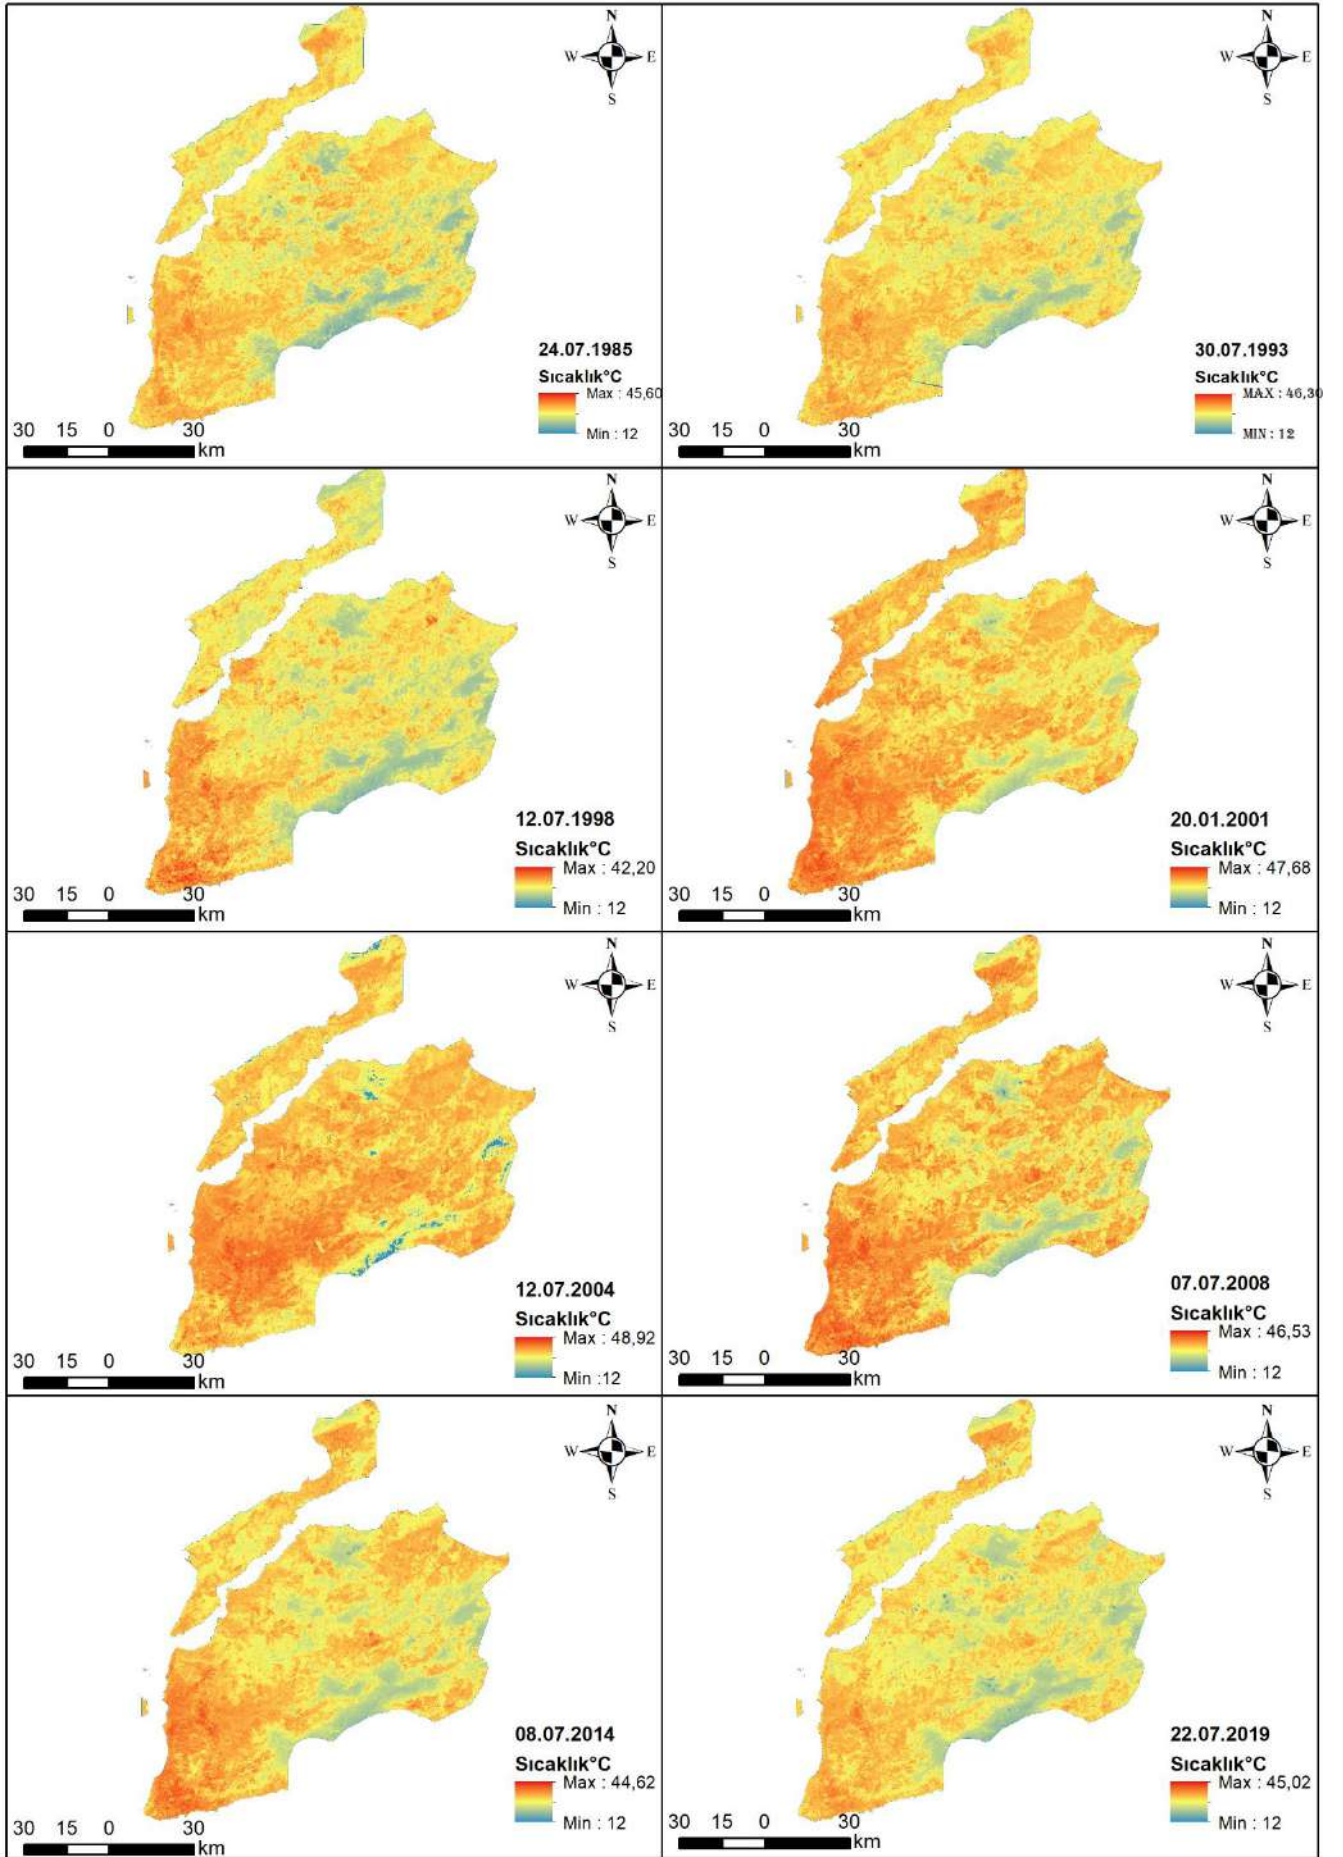 N
W E
S
24.07.1985
Sıcaklık°C
Max : 45,60
Min : 12
30 15 0 30
km
N
W E
S
30.07.1993
Sıcaklık°C
MAX : 46,30
MIN : 12
30 15 0 30
km
N
W E
S
12.07.1998
Sıcaklık°C
Max : 42,20
Min : 12
30 15 0 30
km
N
W E
S
20.01.2001
Sıcaklık°C
Max : 47,68
Min : 12
30 15 0 30
km
N
W E
S
12.07.2004
Sıcaklık°C
Max : 48,92
Min :12
30 15 0 30
km
N
W E
S
07.07.2008
Sıcaklık°C
Max : 46,53
Min : 12
30 15 0 30
km
N
W E
S
08.07.2014
Sıcaklık°C
Max : 44,62
Min : 12
30 15 0 30
km
N
W E
S
22.07.2019
Sıcaklık°C
Max : 45,02
Min : 12
30 15 0 30
km